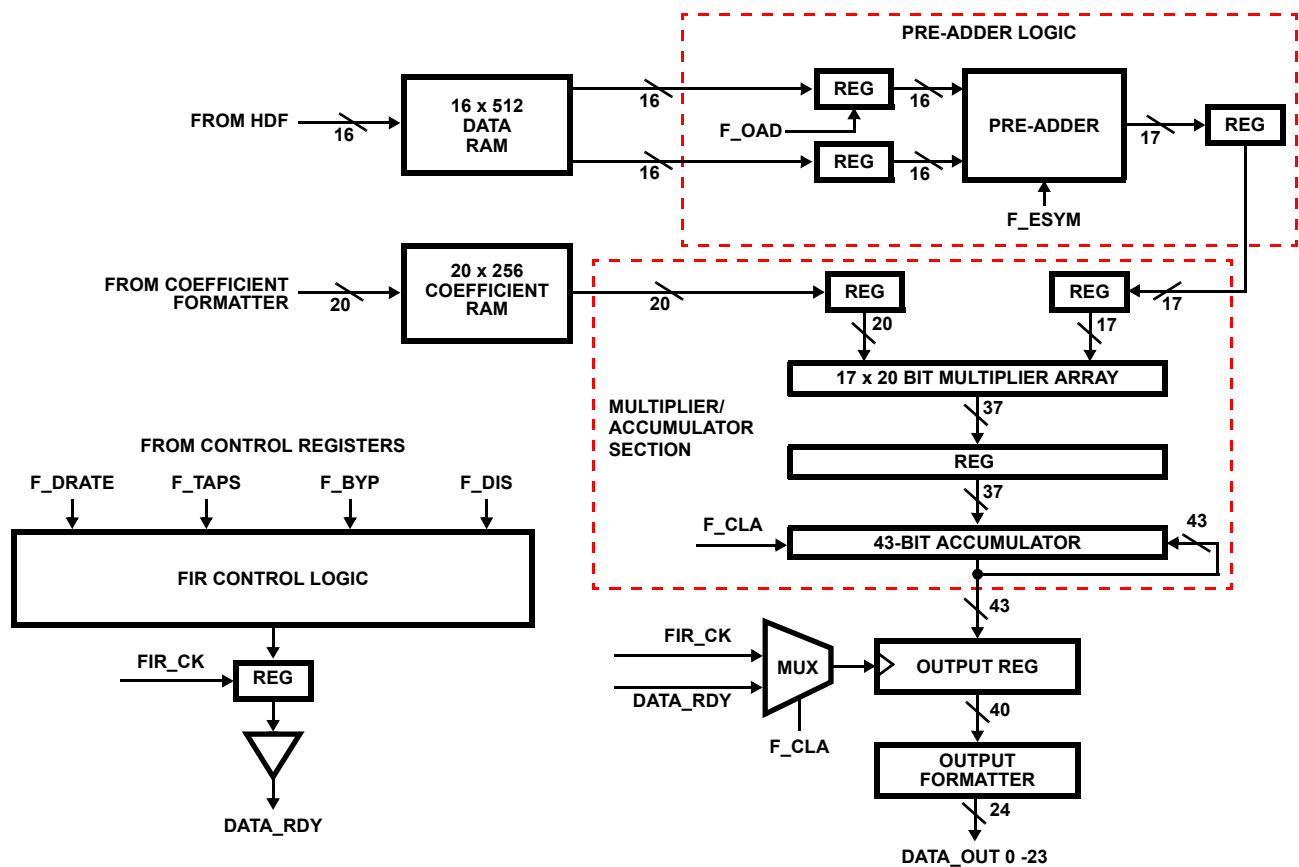 PRE-ADDER LOGIC
FROM HDF
16
16 x 512
DATA
RAM
16
16
REG
F_OAD
REG
16
16
PRE-ADDER
F_ESYM
17
REG
FROM COEFFICIENT
FORMATTER
20
20 x 256
COEFFICIENT
RAM
20
REG
20
REG
17
17
17 x 20 BIT MULTIPLIER ARRAY
37
MULTIPLIER/
ACCUMULATOR
SECTION
REG
37
F_CLA
43-BIT ACCUMULATOR
43
43
FROM CONTROL REGISTERS
F_DRATE
F_TAPS
F_BYP
F_DIS
FIR CONTROL LOGIC
FIR_CK
REG
DATA_RDY
FIR_CK
DATA_RDY
MUX
F_CLA
OUTPUT REG
40
OUTPUT
FORMATTER
24
DATA_OUT 0 -23